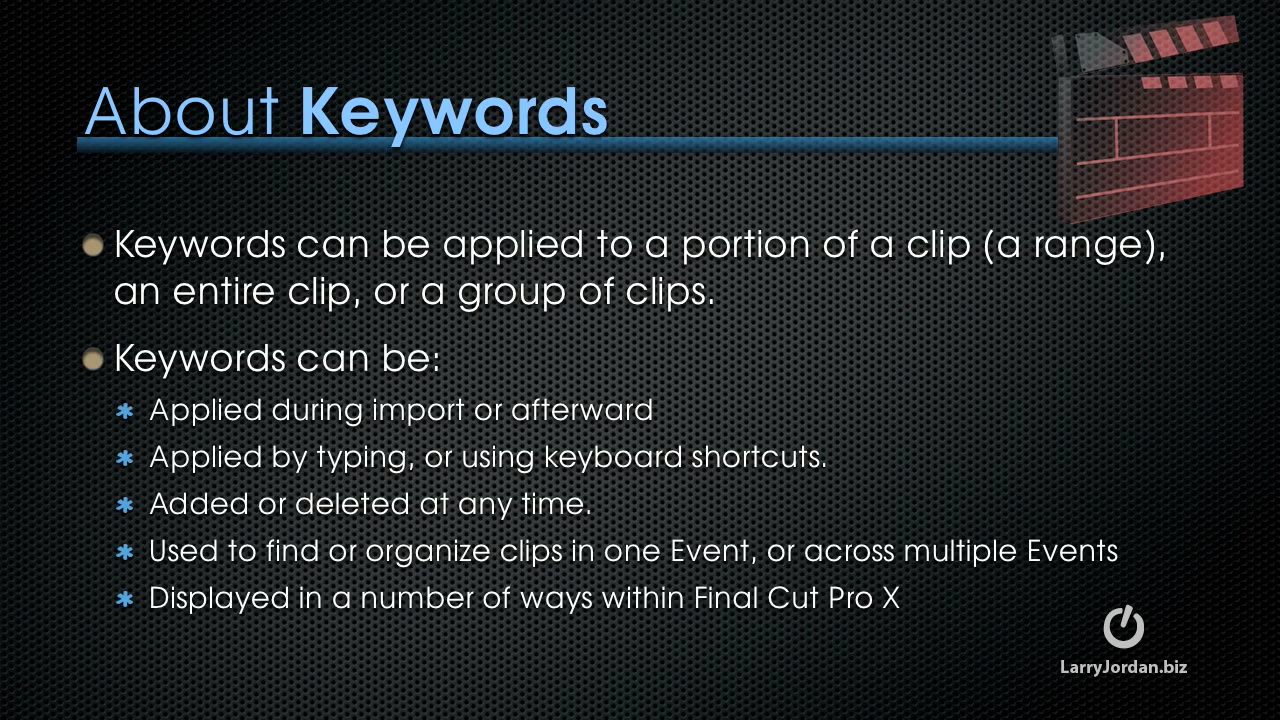 About Keywords
Keywords can be applied to a portion of a clip (a range),
an entire clip, or a group of clips.
Keywords can be:
Applied during import or afterward
Applied by typing, or using keyboard shortcuts.
Added or deleted at any time.
Used to find or organize clips in one Event, or across multiple Events
Displayed in a number of ways within Final Cut Pro X
LarryJordan.biz